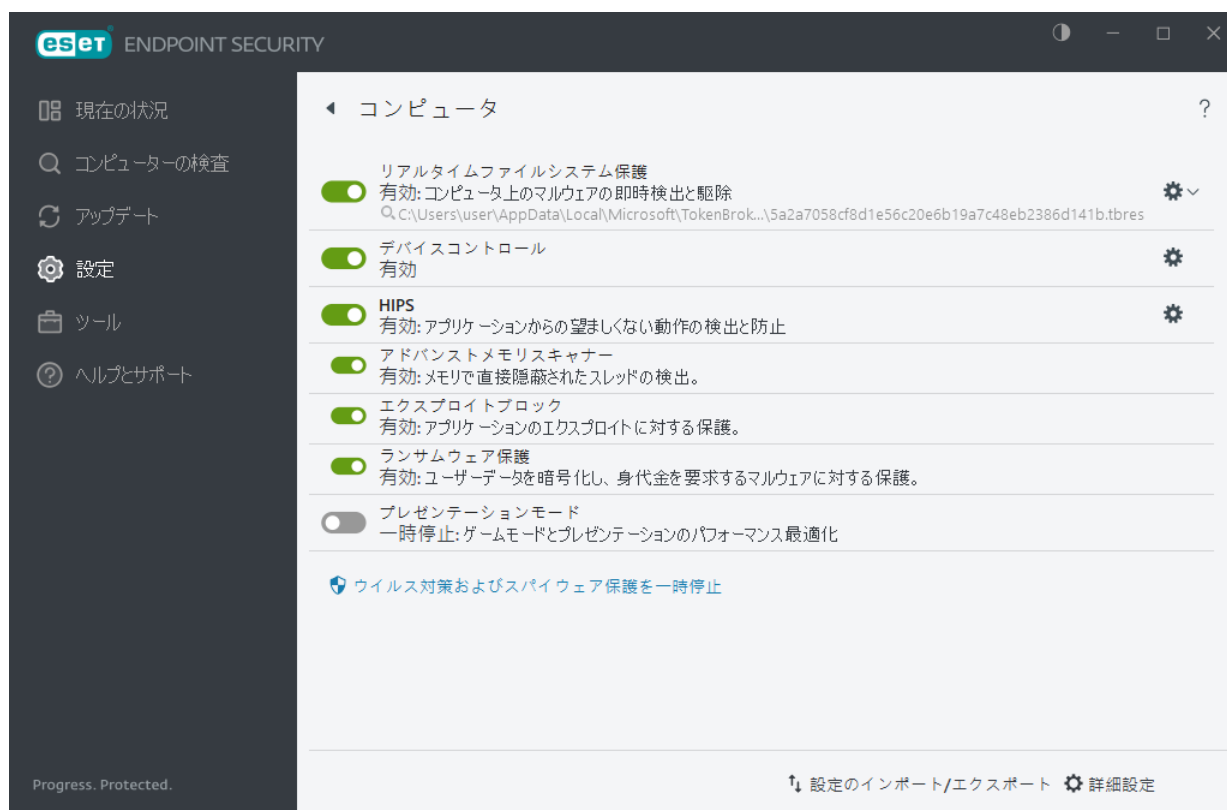 eset ENDPOINT SECURITY
現在の状況
コンピューターの検査
アップデート
設定
ツール
ヘルプとサポート
Progress. Protected.
コンピュータ
?
リアルタイムファイルシステム保護
有効: コンピュータ上のマルウェアの即時検出と駆除
C:\Users\user\AppData\Local\Microsoft\TokenBrok...\5a2a7058cf8d1e56c20e6b19a7c48eb2386d141b.tbres
デバイスコントロール
有効
HIPS
有効: アプリケーションからの望ましくない動作の検出と防止
アドバンストメモリスキャナー
有効: メモリで直接隠蔽されたスレッドの検出。
エクスプロイトブロック
有効: アプリケーションのエクスプロイトに対する保護。
ランサムウェア保護
有効: ユーザーデータを暗号化し、身代金を要求するマルウェアに対する保護。
プレゼンテーションモード
一時停止: ゲームモードとプレゼンテーションのパフォーマンス最適化
ウイルス対策およびスパイウェア保護を一時停止
設定のインポート/エクスポート 詳細設定